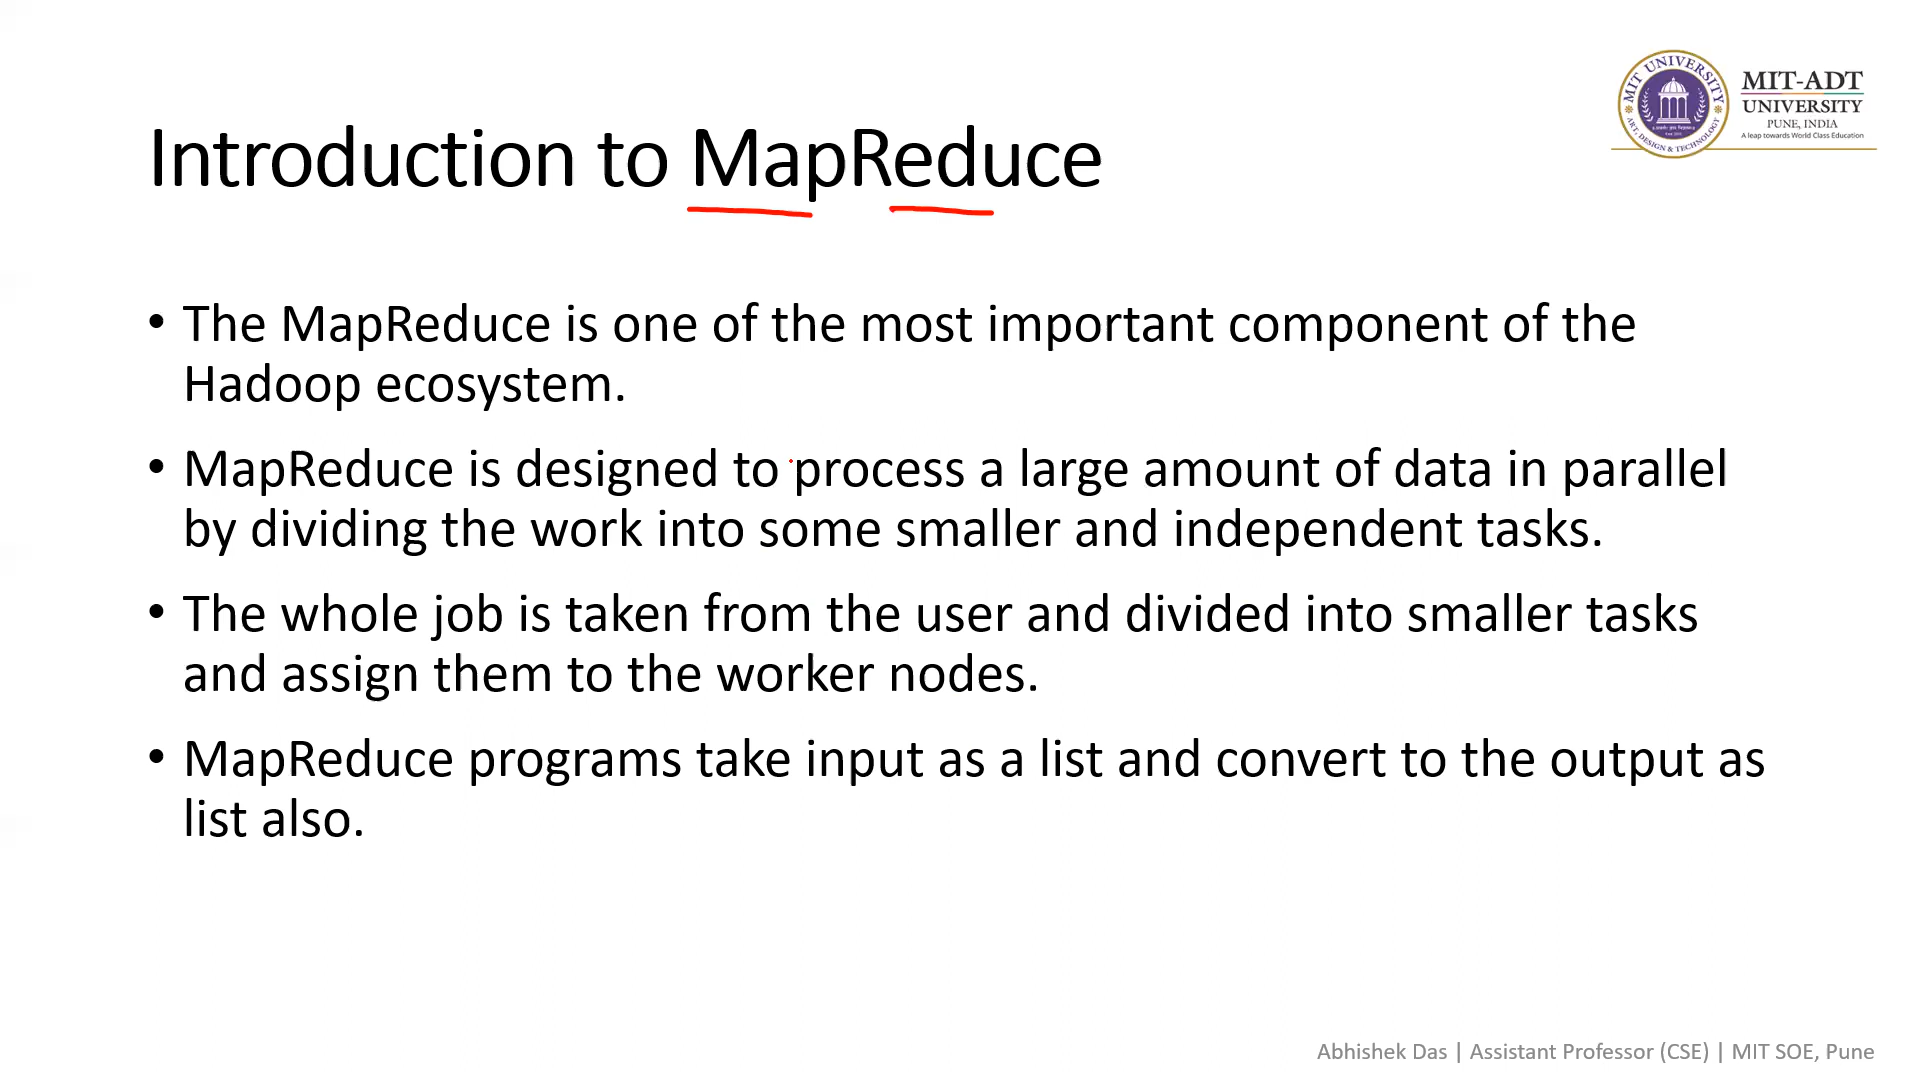 MIT UNIVERSITY
ART, DESIGN & TECHNOLOGY
MIT-ADT
UNIVERSITY
PUNE, INDIA
A leap towards World Class Education
Introduction to MapReduce
• The MapReduce is one of the most important component of the
Hadoop ecosystem.
• MapReduce is designed to process a large amount of data in parallel
by dividing the work into some smaller and independent tasks.
• The whole job is taken from the user and divided into smaller tasks
and assign them to the worker nodes.
• MapReduce programs take input as a list and convert to the output as
list also.
Abhishek Das | Assistant Professor (CSE) | MIT SOE, Pune